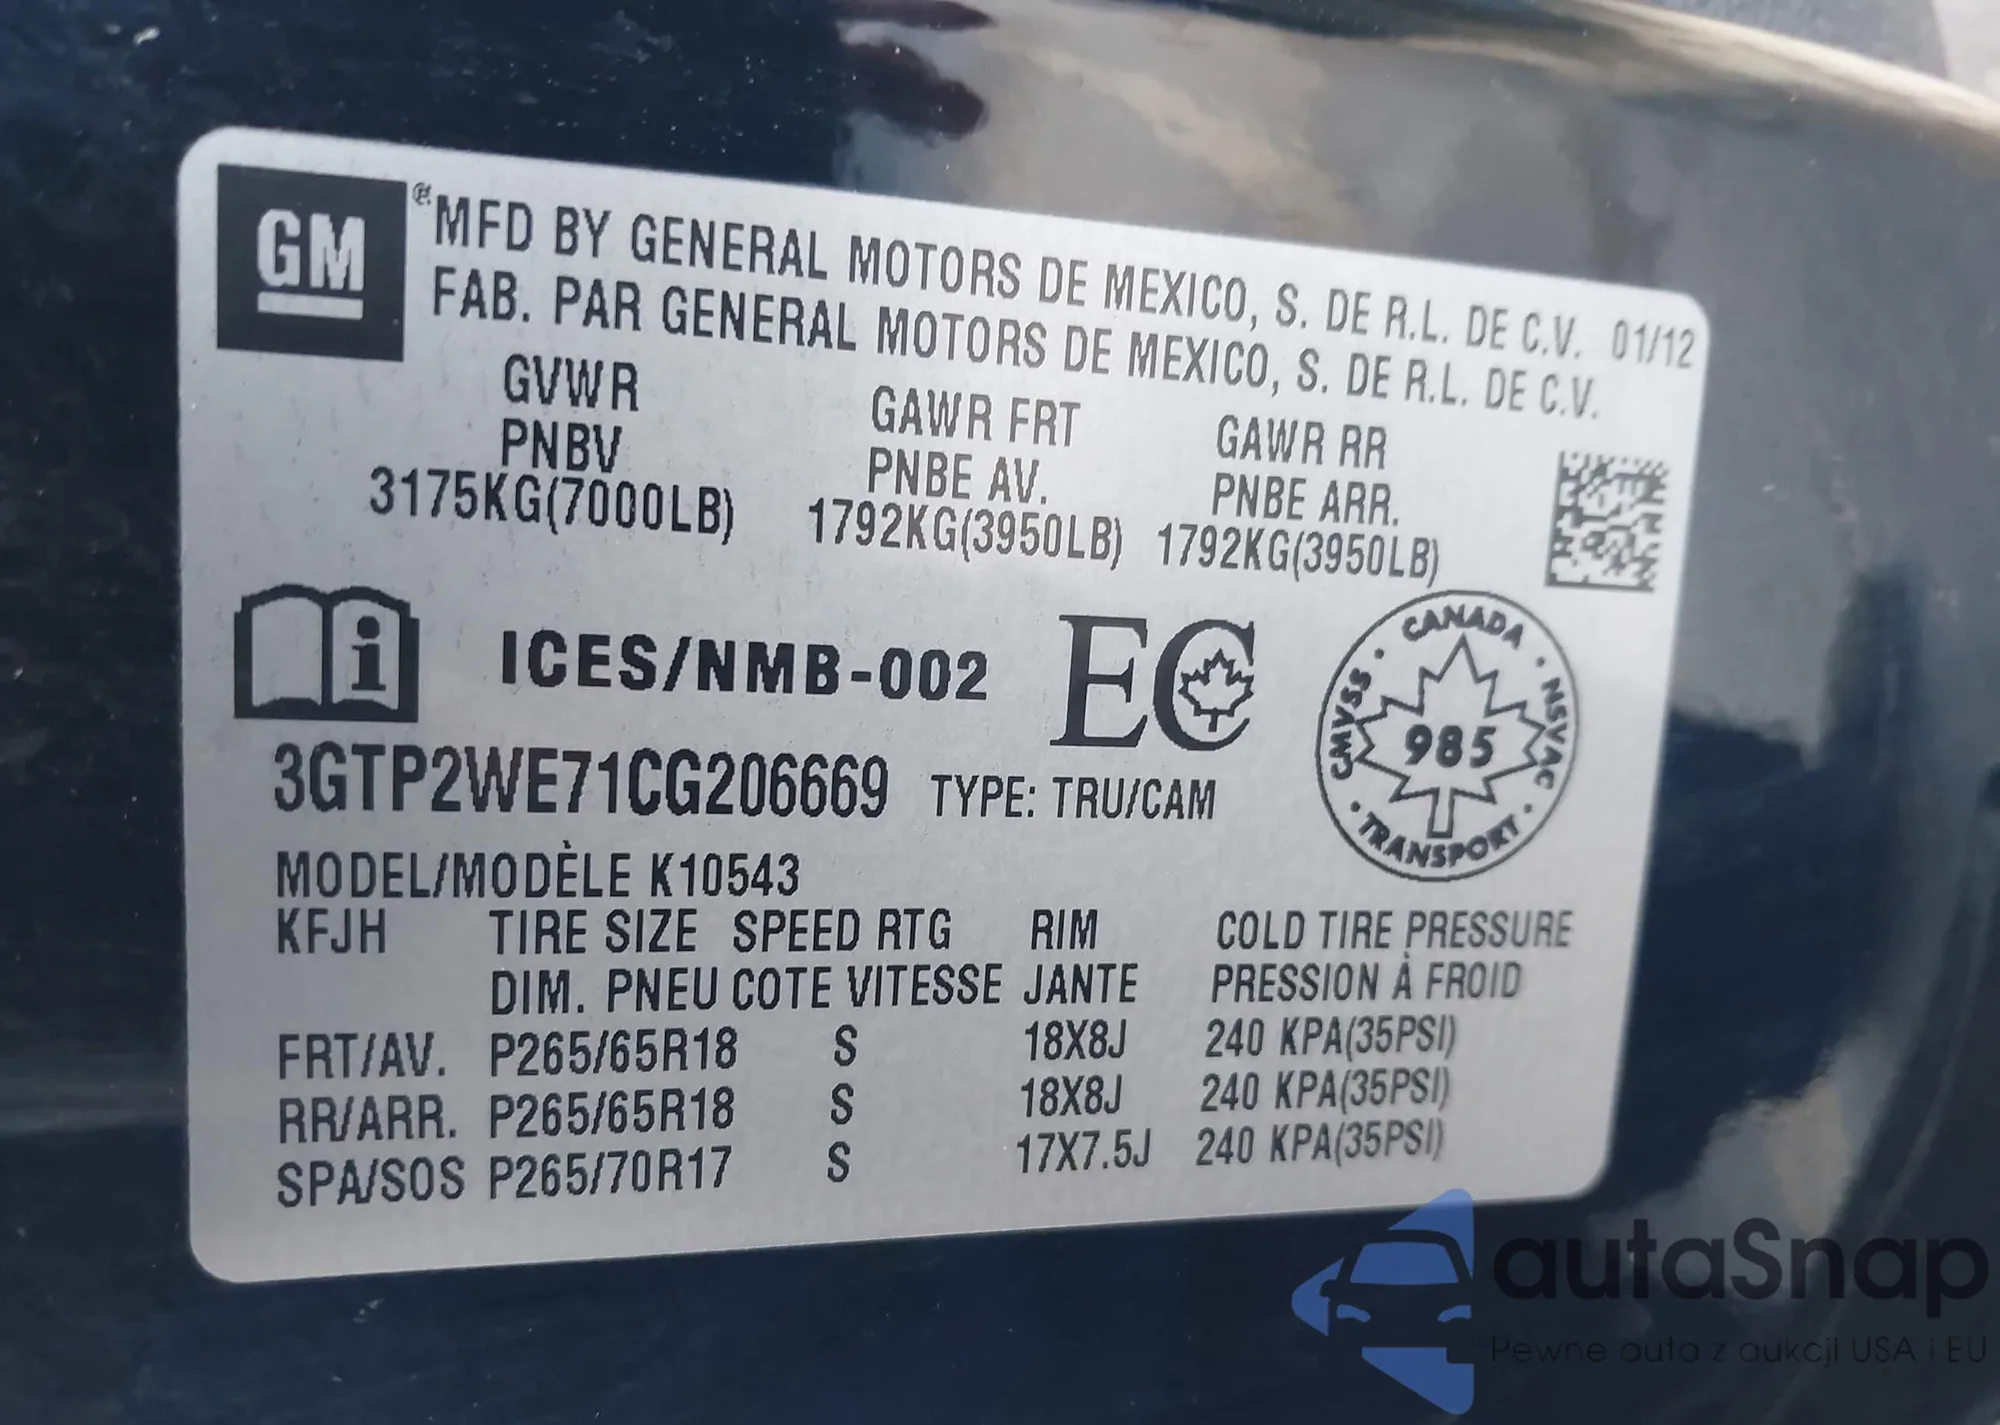 GM
®MFD BY GENERAL MOTORS DE MEXICO, S. DE R.L. DE C.V. 01/12
FAB. PAR GENERAL MOTORS DE MEXICO, S. DE R.L. DE C.V.
GVWR GAWR FRT GAWR RR
PNBV PNBE AV. PNBE ARR.
3175KG(7000LB) 1792KG(3950LB) 1792KG(3950LB)
i ICES/NMB-002 EC
CANADA · NSVAC · TRANSPORT · CMVSS ·
985
3GTP2WE71CG206669 TYPE: TRU/CAM
MODEL/MODÈLE K10543
KFJH TIRE SIZE SPEED RTG RIM COLD TIRE PRESSURE
DIM. PNEU COTE VITESSE JANTE PRESSION À FROID
FRT/AV. P265/65R18 S 18X8J 240 KPA(35PSI)
RR/ARR. P265/65R18 S 18X8J 240 KPA(35PSI)
SPA/SOS P265/70R17 S 17X7.5J 240 KPA(35PSI)
autaSnap
Pewne auta z aukcji USA i EU